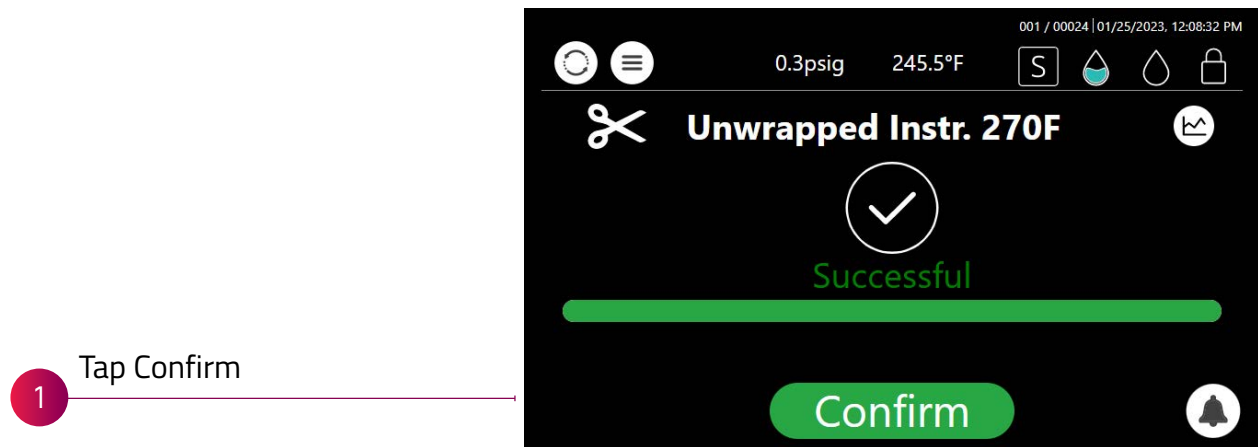 001 / 00024 | 01/25/2023, 12:08:32 PM
0.3psig 245.5°F S
Unwrapped Instr. 270F
Successful
Tap Confirm
1
Confirm